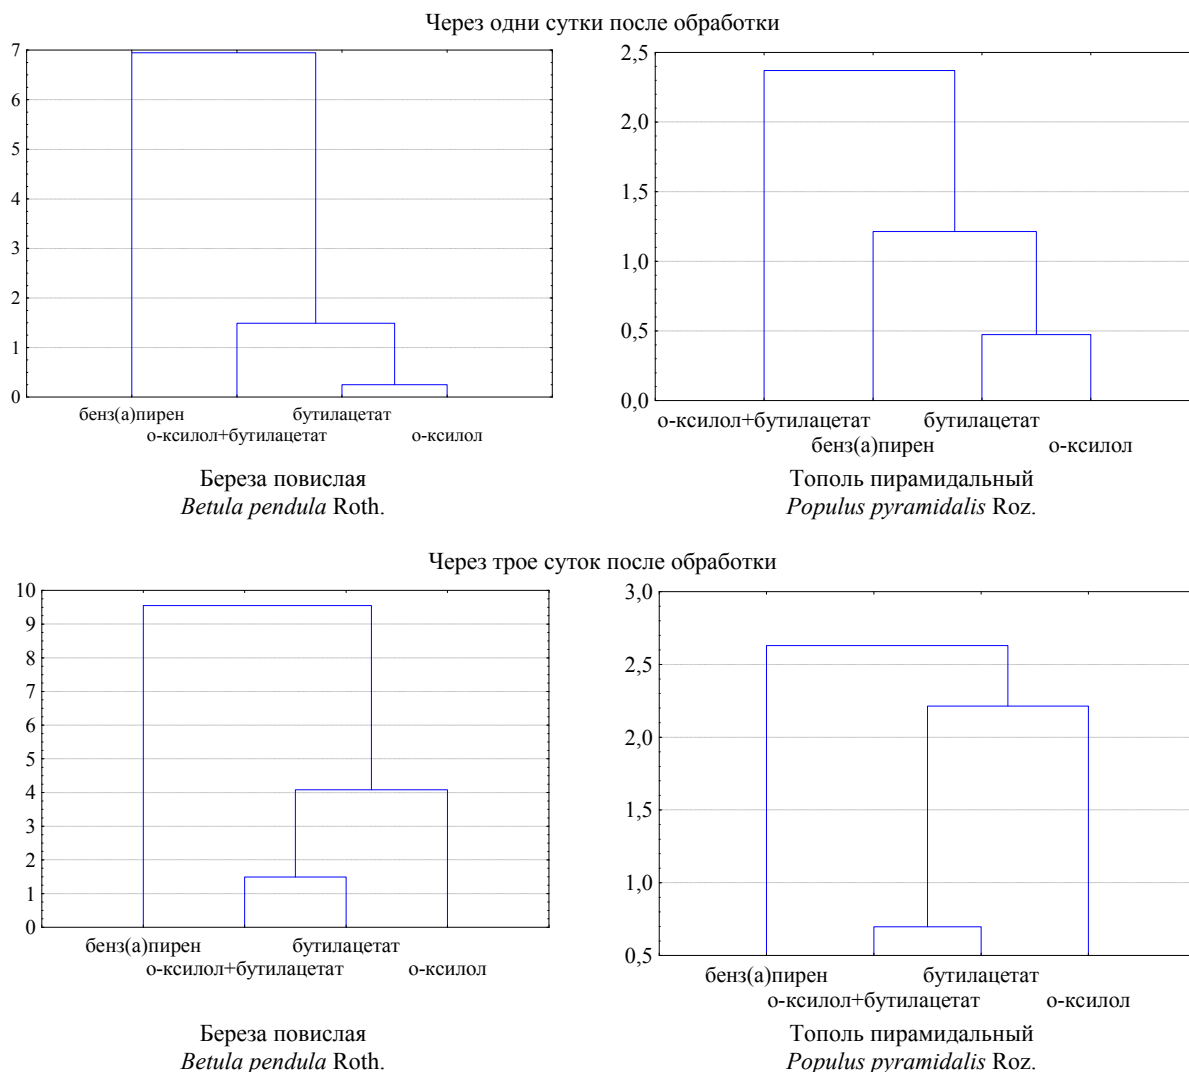 Через одни сутки после обработки
7
6
5
4
3
2
1
0
бенз(а)пирен
бутилацетат
о-ксилол+бутилацетат
о-ксилол
Береза повислая
Betula pendula Roth.
2,5
2,0
1,5
1,0
0,5
0,0
о-ксилол+бутилацетат
бутилацетат
бенз(а)пирен
о-ксилол
Тополь пирамидальный
Populus pyramidalis Roz.
Через трое суток после обработки
10
9
8
7
6
5
4
3
2
1
0
бенз(а)пирен
бутилацетат
о-ксилол+бутилацетат
о-ксилол
Береза повислая
Betula pendula Roth.
3,0
2,5
2,0
1,5
1,0
0,5
бенз(а)пирен
бутилацетат
о-ксилол+бутилацетат
о-ксилол
Тополь пирамидальный
Populus pyramidalis Roz.